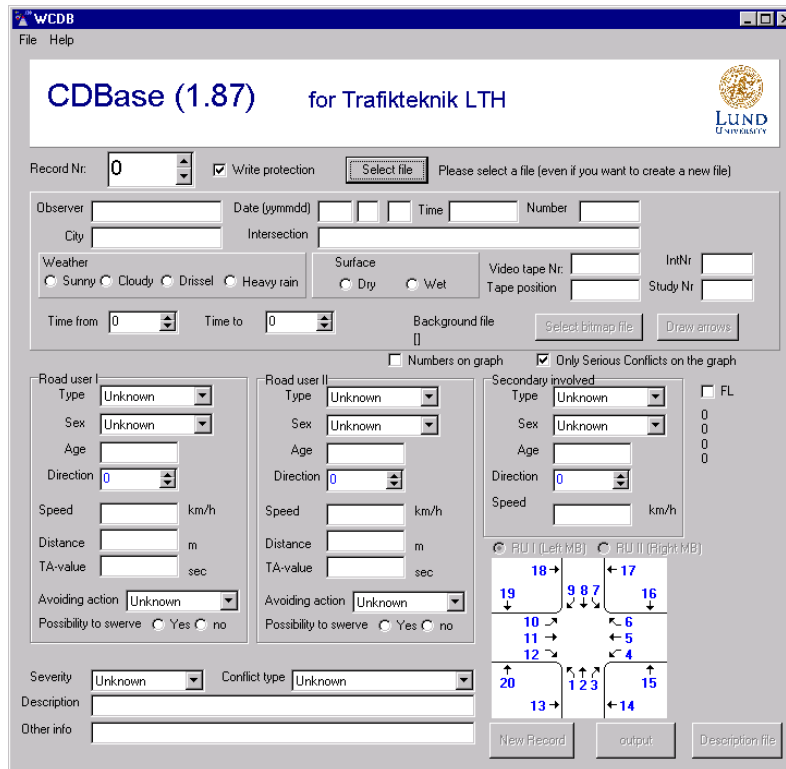 WCDB
File Help
CDBase (1.87) for Trafikteknik LTH
LUND
UNIVERSITY
Record Nr: 0 Write protection Select file Please select a file (even if you want to create a new file)
Observer Date (yymmdd) Time Number
City Intersection
Weather Surface
Sunny Cloudy Drissel Heavy rain Dry Wet
Video tape Nr: IntNr
Tape position Study Nr
Time from 0 Time to 0 Background file Select bitmap file Draw arrows
[]
Numbers on graph Only Serious Conflicts on the graph
Road user I
Type Unknown
Sex Unknown
Age
Direction 0
Speed km/h
Distance m
TA-value sec
Avoiding action Unknown
Possibility to swerve Yes no
Road user II
Type Unknown
Sex Unknown
Age
Direction 0
Speed km/h
Distance m
TA-value sec
Avoiding action Unknown
Possibility to swerve Yes no
Secondary involved
Type Unknown
Sex Unknown
Age
Direction 0
Speed km/h
FL
0
0
0
0
RU I (Left MB) RU II (Right MB)
18 17
19 9 8 7 16
10 6
11 5
12 4
20 1 2 3 15
13 14
Severity Unknown Conflict type Unknown
Description
Other info
New Record output Description file